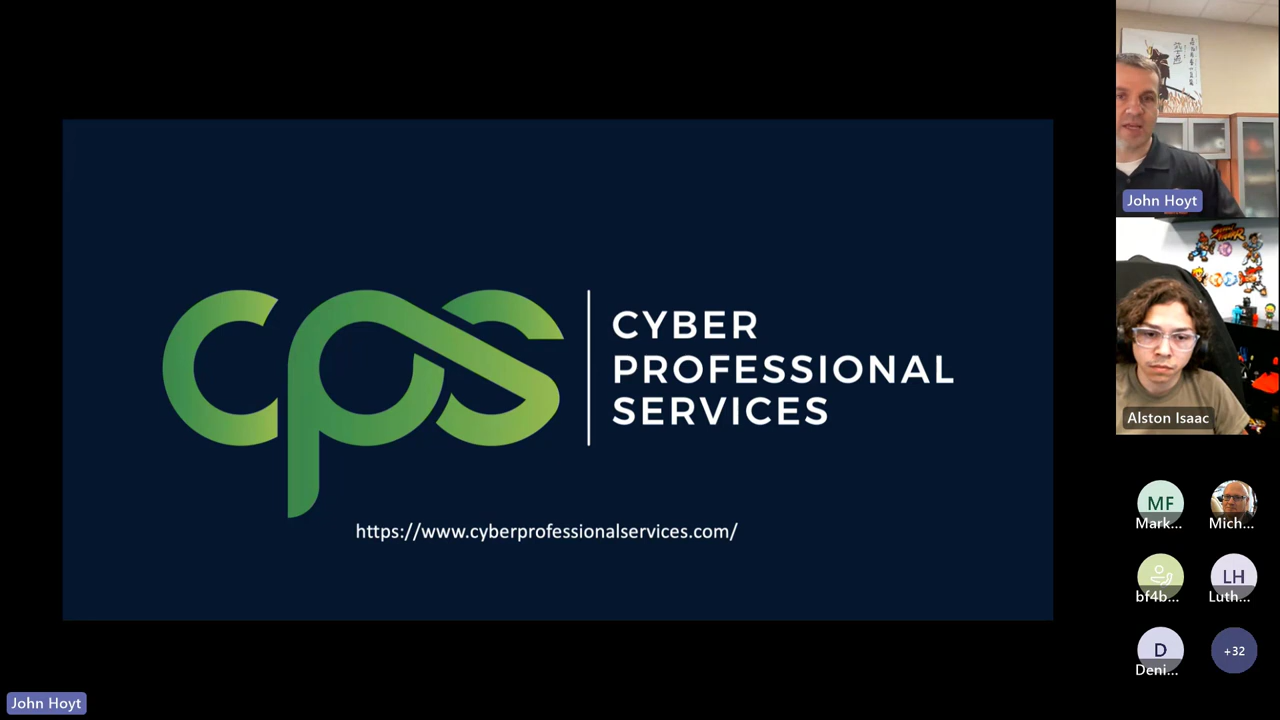 cps
CYBER
PROFESSIONAL
SERVICES
https://www.cyberprofessionalservices.com/
John Hoyt
John Hoyt
Alston Isaac
MF
Mark...
Mich...
bf4b...
LH
Luth...
D
Deni...
+32